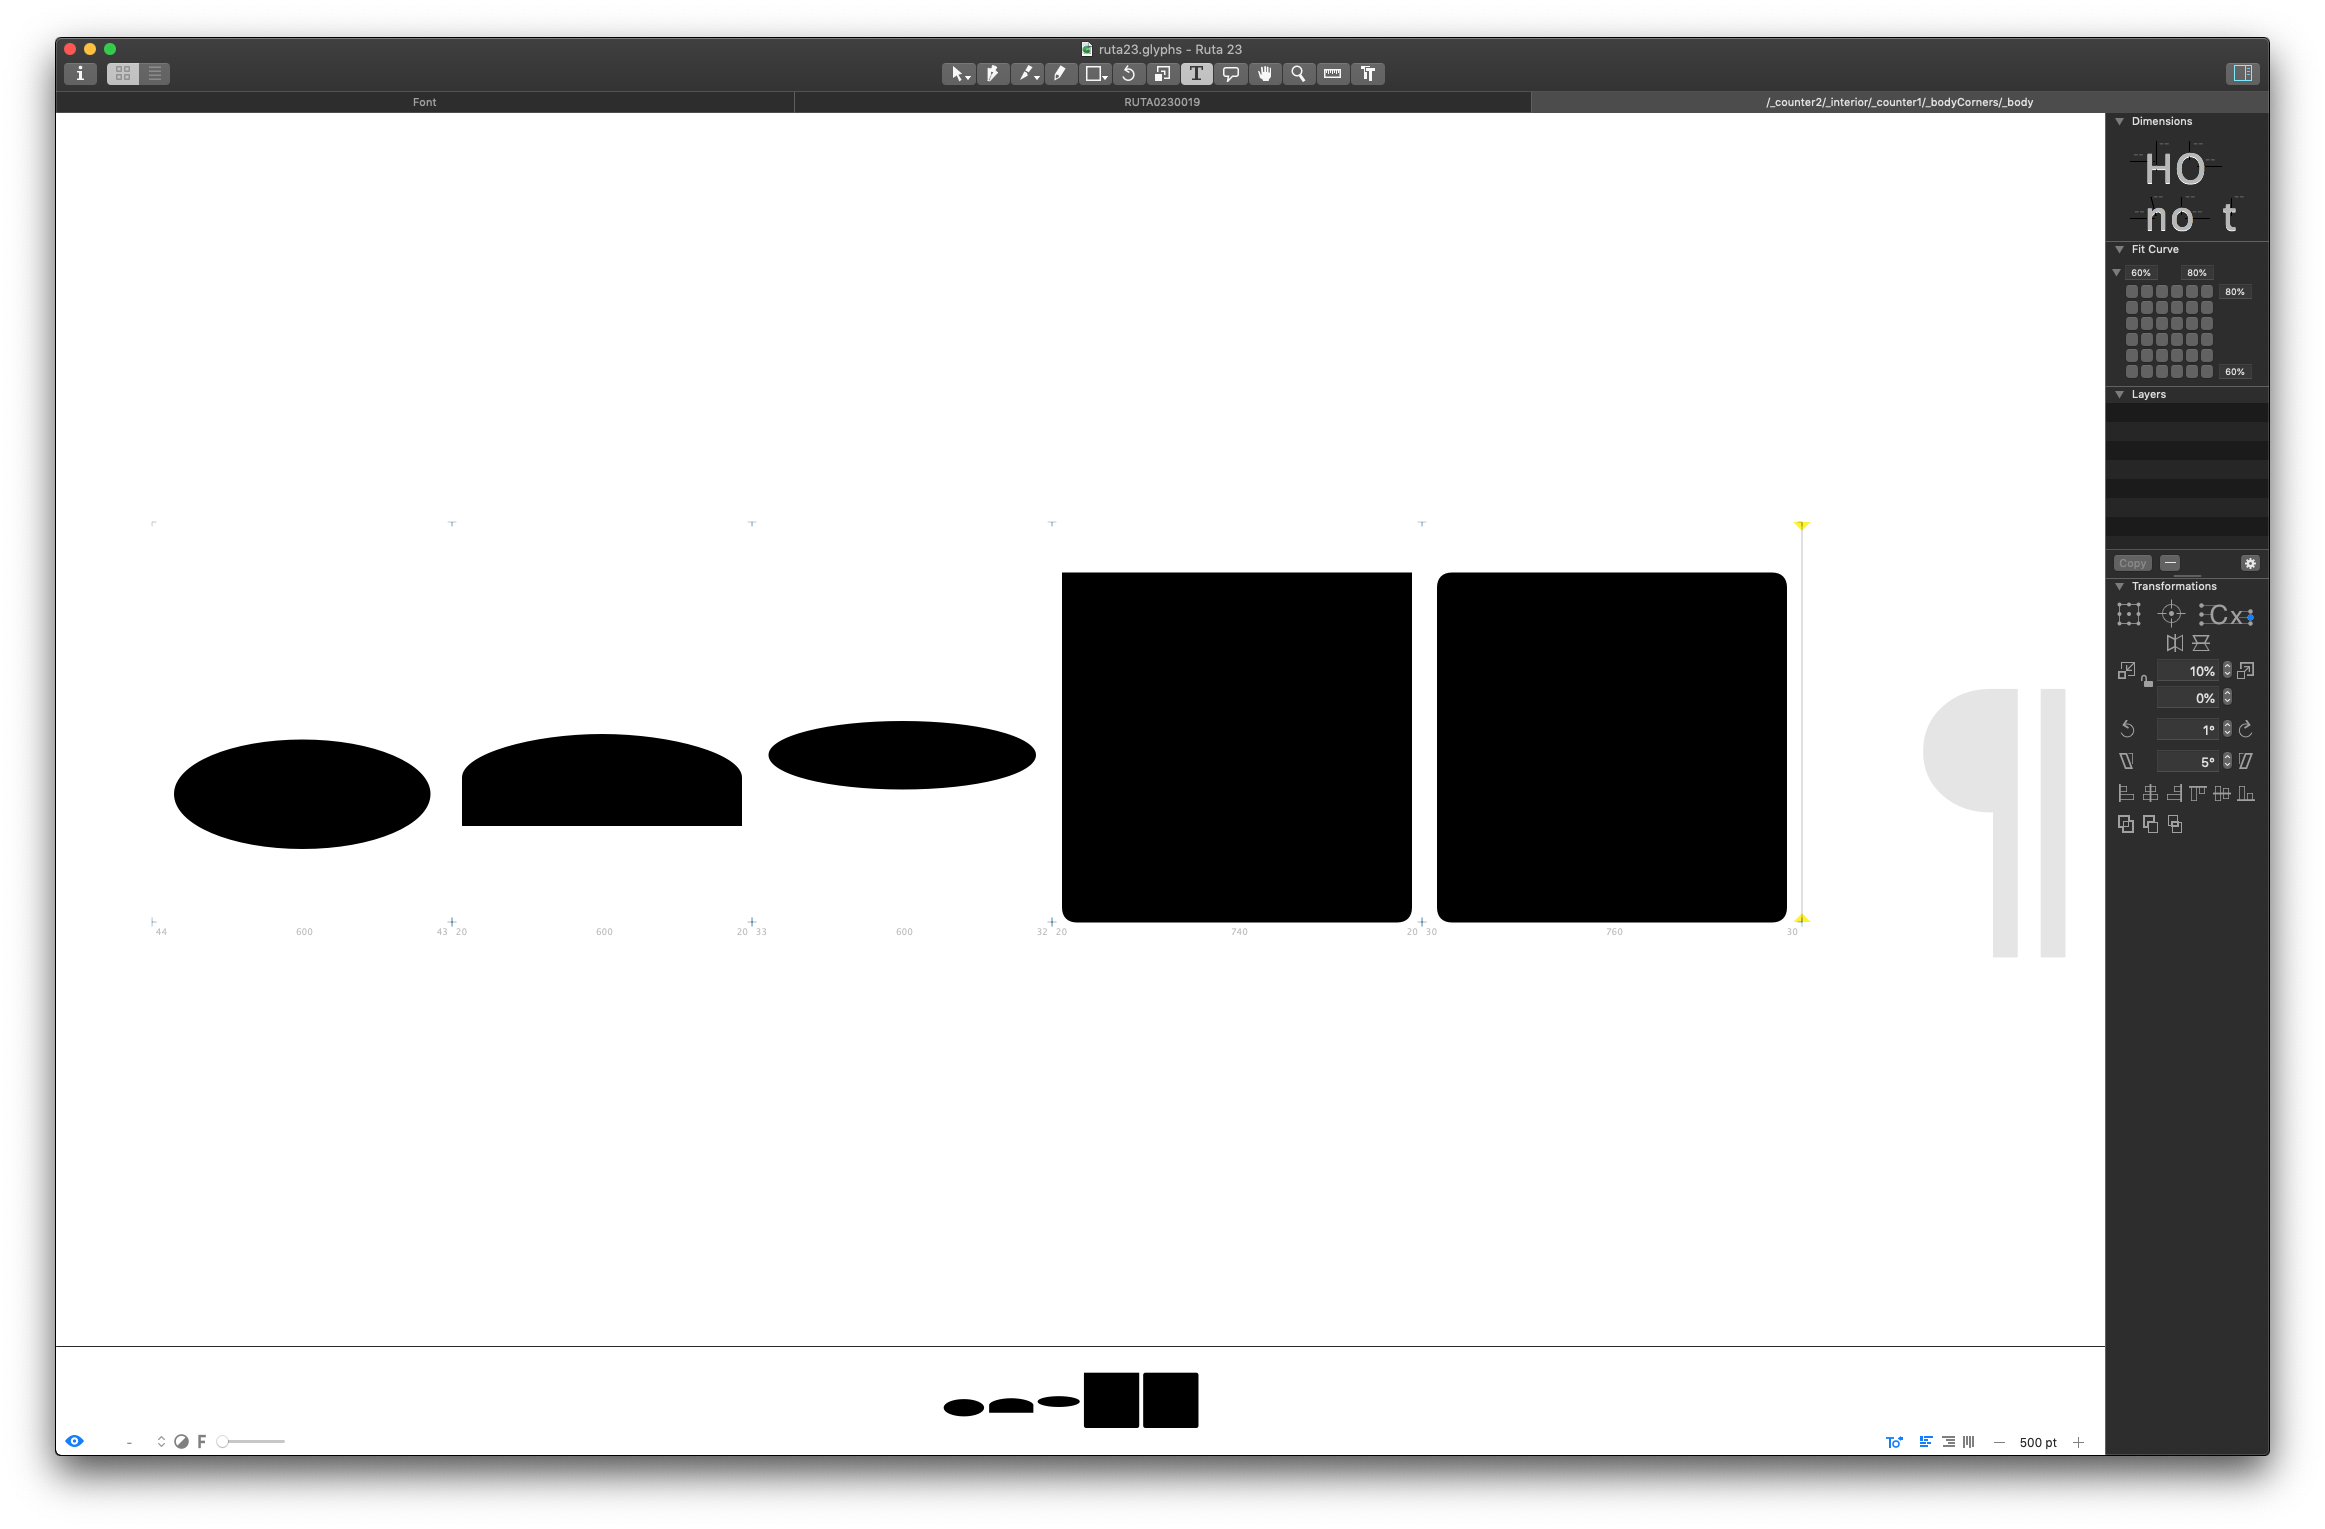 ruta23.glyphs - Ruta 23
Font
RUTA0230019
/_counter2/_interior/_counter1/_bodyCorners/_body
Dimensions
HO
no t
Fit Curve
60% 80%
80%
60%
Layers
Copy
Transformations
Cx
10%
0%
1°
5°
44 600 43 20 600 20 33 600 32 20 740 20 30 760 30
¶
- F
To 500 pt